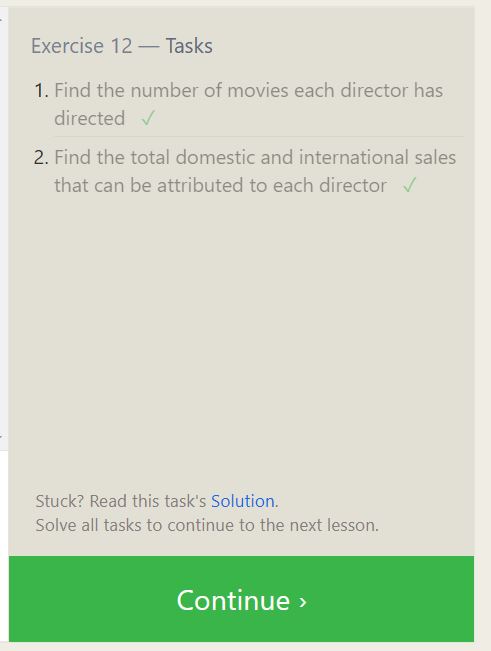 Exercise 12 — Tasks
1. Find the number of movies each director has
directed ✓
2. Find the total domestic and international sales
that can be attributed to each director ✓
Stuck? Read this task's Solution.
Solve all tasks to continue to the next lesson.
Continue ›